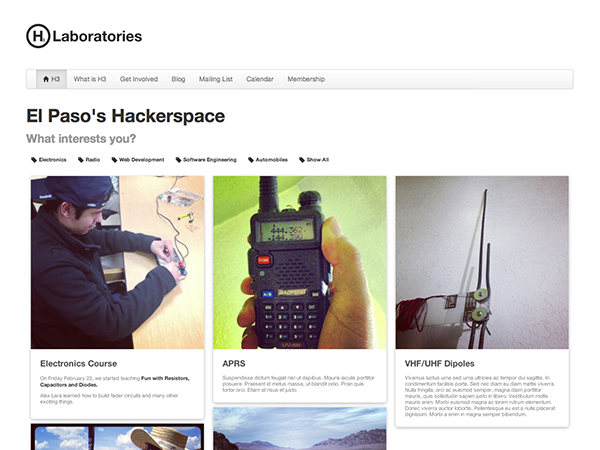 H3 Laboratories
H3 What is H3 Get Involved Blog Mailing List Calendar Membership
El Paso's Hackerspace
What interests you?
Electronics Radio Web Development Software Engineering Automobiles Show All
444.362
144.390
A/B
BAOFENG
UV-5R
Electronics Course
On Friday February 22, we started teaching Fun with Resistors,
Capacitors and Diodes.
Alex Lara learned how to build fader circuits and many other
exciting things.
APRS
Suspendisse dictum feugiat nisl ut dapibus. Mauris iaculis porttitor
posuere. Praesent id metus massa, ut blandit odio. Proin quis
tortor orci. Etiam at risus et justo.
VHF/UHF Dipoles
Vivamus luctus urna sed urna ultricies ac tempor dui sagittis. In
condimentum facilisis porta. Sed nec diam eu diam mattis viverra.
Nulla fringilla, orci ac euismod semper, magna diam porttitor
mauris, quis sollicitudin sapien justo in libero. Vestibulum mollis
mauris enim. Morbi euismod magna ac lorem rutrum elementum.
Donec viverra auctor lobortis. Pellentesque eu est a nulla placerat
dignissim. Morbi a enim in magna semper bibendum.